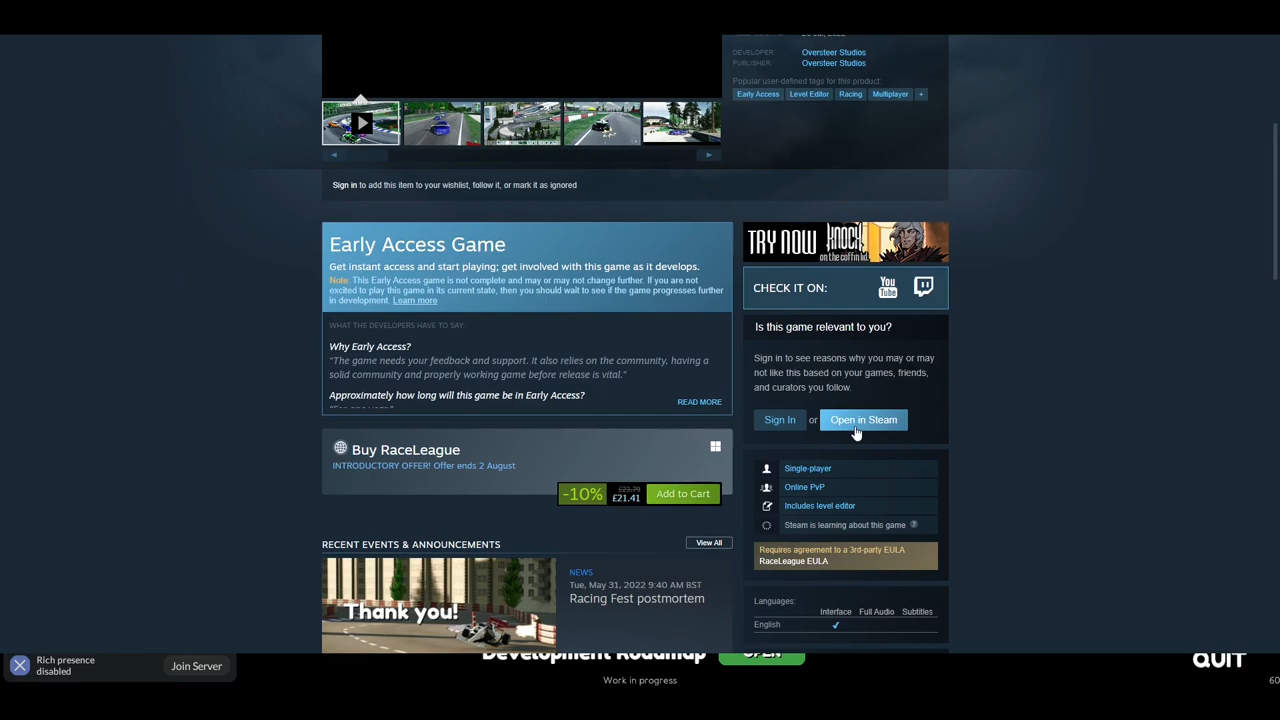 DEVELOPER: Oversteer Studios
PUBLISHER: Oversteer Studios
Popular user-defined tags for this product:
Early Access Level Editor Racing Multiplayer +
Sign in to add this item to your wishlist, follow it, or mark it as ignored
Early Access Game
Get instant access and start playing; get involved with this game as it develops.
Note: This Early Access game is not complete and may or may not change further. If you are not
excited to play this game in its current state, then you should wait to see if the game progresses further
in development. Learn more
WHAT THE DEVELOPERS HAVE TO SAY:
Why Early Access?
“The game needs your feedback and support. It also relies on the community, having a
solid community and properly working game before release is vital.”
Approximately how long will this game be in Early Access?
READ MORE
Buy RaceLeague
INTRODUCTORY OFFER! Offer ends 2 August
-10% £23.79 £21.41 Add to Cart
RECENT EVENTS & ANNOUNCEMENTS View All
Thank you!
NEWS
Tue, May 31, 2022 9:40 AM BST
Racing Fest postmortem
TRY NOW KNOCK on the coffin lid
CHECK IT ON: You Tube
Is this game relevant to you?
Sign in to see reasons why you may or may
not like this based on your games, friends,
and curators you follow.
Sign In or Open in Steam
Single-player
Online PvP
Includes level editor
Steam is learning about this game ?
Requires agreement to a 3rd-party EULA
RaceLeague EULA
Languages:
Interface Full Audio Subtitles
English ✔
Rich presence
disabled
Join Server
Development Roadmap OPEN
Work in progress
QUIT
60